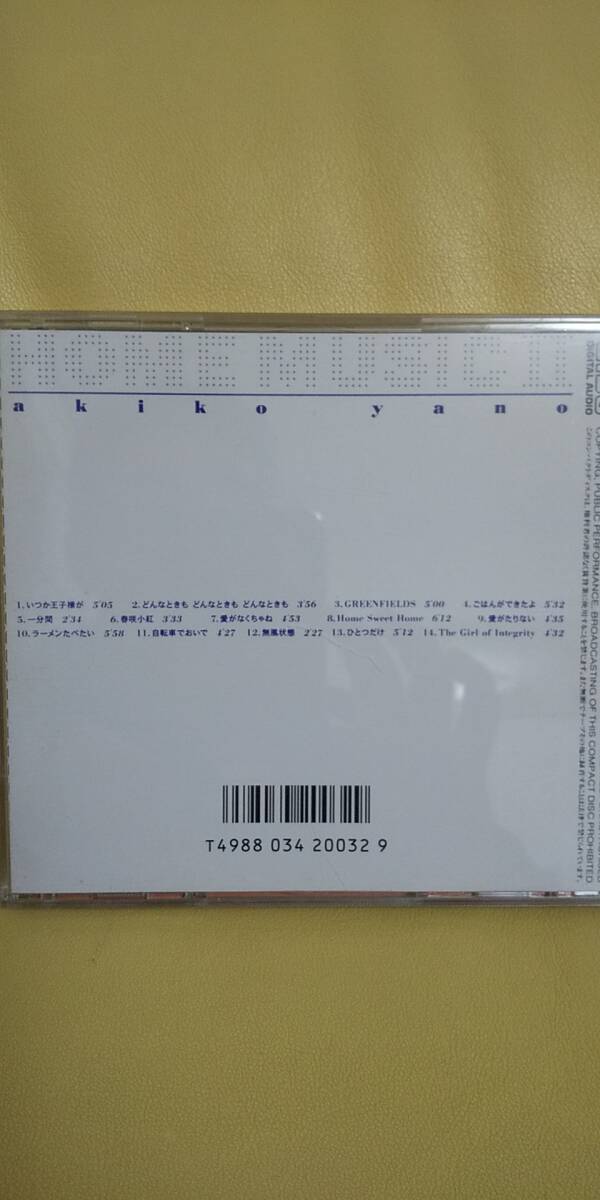 HOME MUSIC II
akiko yano
1.いつか王子様が 5'05 2.どんなときも どんなときも どんなときも 3'56 3.GREENFIELDS 5'00 4.ごはんができたよ 5'32
5.一分間 2'34 6.春咲小紅 3'33 7.愛がなくちゃね 4'53 8.Home Sweet Home 6'12 9.愛がたりない 4'35
10.ラーメンたべたい 5'58 11.自転車でおいで 4'27 12.無風状態 2'27 13.ひとつだけ 5'12 14.The Girl of Integrity 4'32
T4988 034 20032 9
DIGITAL AUDIO
COPYING, PUBLIC PERFORMANCE, BROADCASTING OF THIS COMPACT DISC PROHIBITED